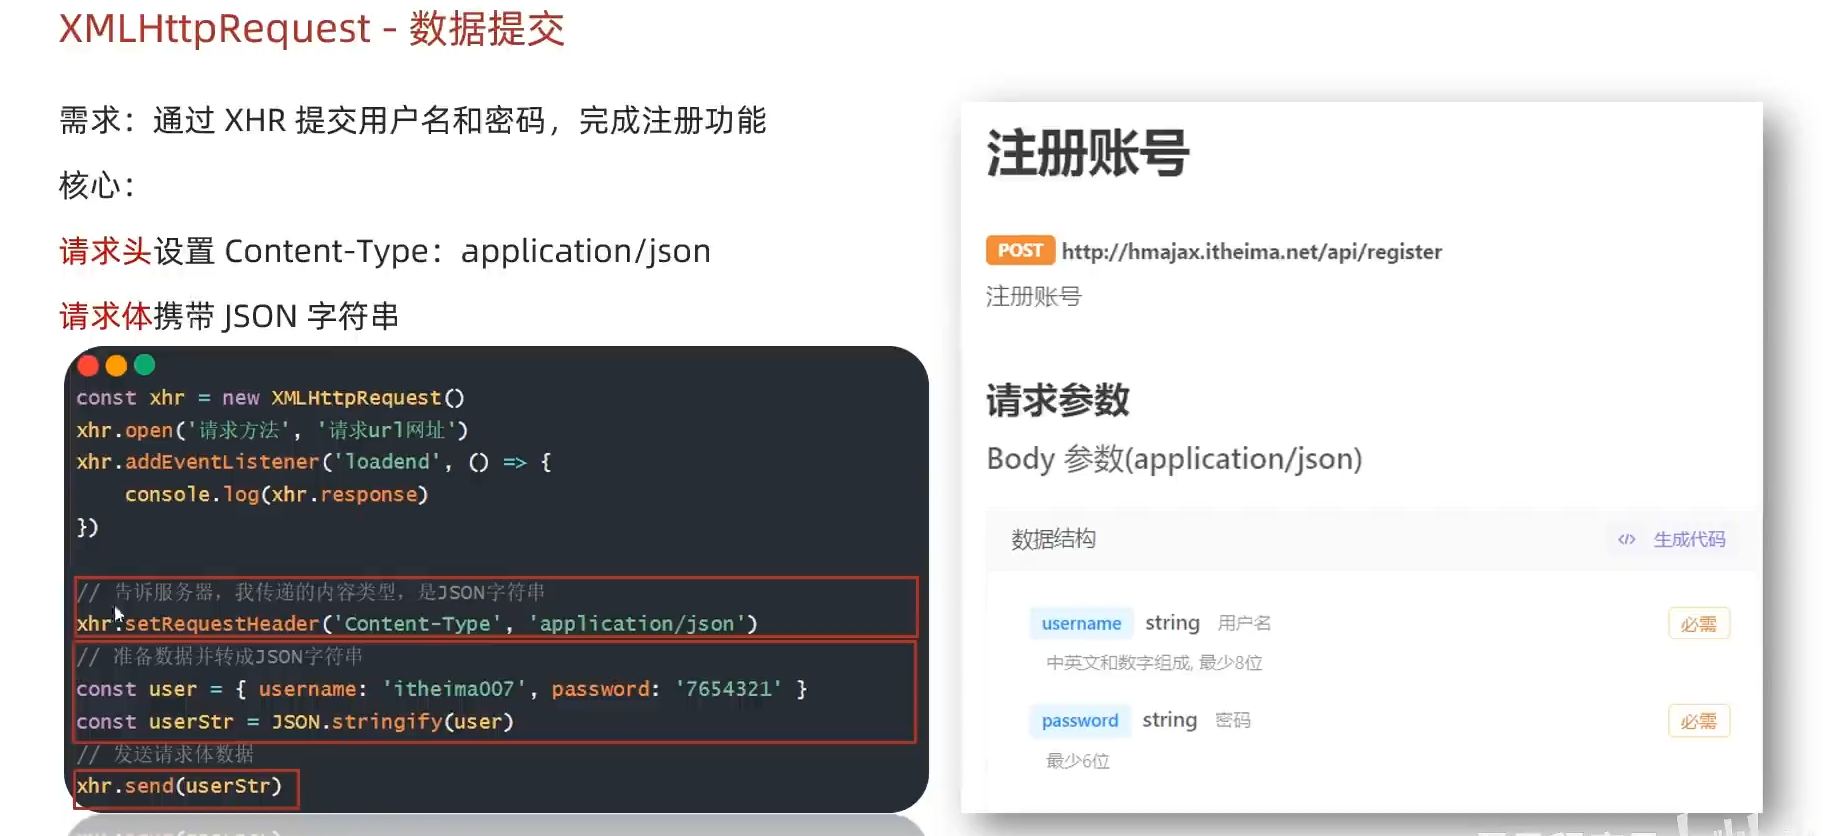 XMLHttpRequest - 数据提交
需求：通过 XHR 提交用户名和密码，完成注册功能
核心：
请求头设置 Content-Type：application/json
请求体携带 JSON 字符串
const xhr = new XMLHttpRequest()
xhr.open('请求方法', '请求url网址')
xhr.addEventListener('loadend', () => {
console.log(xhr.response)
})
// 告诉服务器，我传递的内容类型，是JSON字符串
xhr.setRequestHeader('Content-Type', 'application/json')
// 准备数据并转成JSON字符串
const user = { username: 'itheima007', password: '7654321' }
const userStr = JSON.stringify(user)
// 发送请求体数据
xhr.send(userStr)
注册账号
POST http://hmajax.itheima.net/api/register
注册账号
请求参数
Body 参数(application/json)
数据结构 </> 生成代码
username string 用户名 必需
中英文和数字组成, 最少8位
password string 密码 必需
最少6位